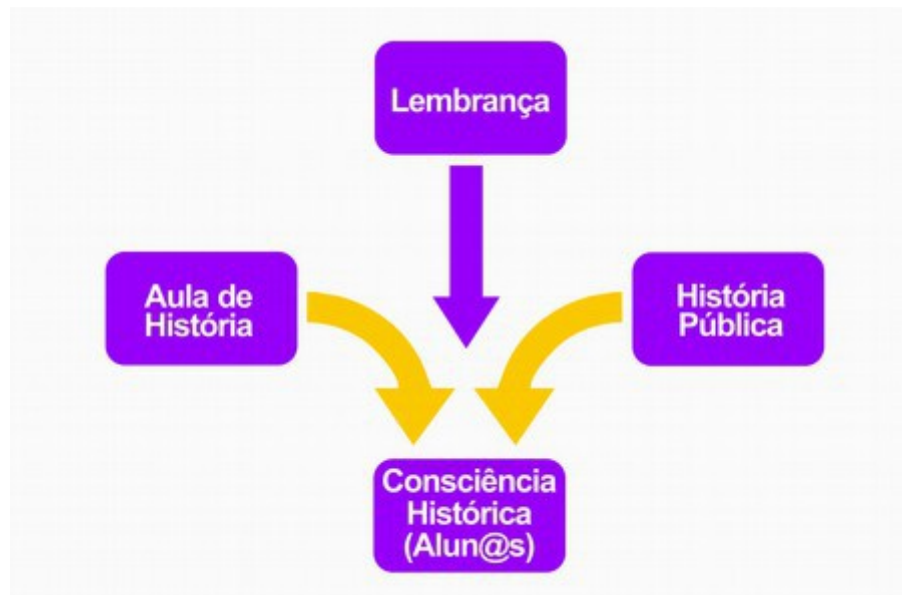 Lembrança
Aula de
História
História
Pública
Consciência
Histórica
(Alun@s)